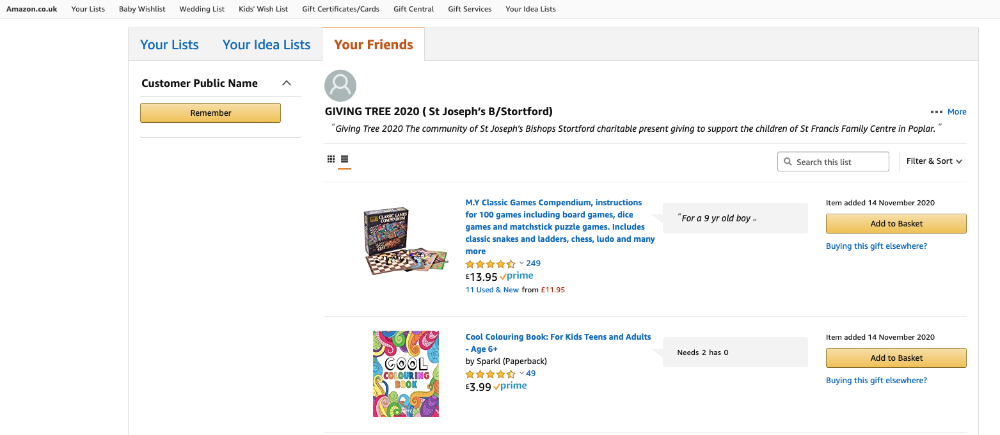 Amazon.co.uk Your Lists Baby Wishlist Wedding List Kids' Wish List Gift Certificates/Cards Gift Central Gift Services Your Idea Lists
Your Lists Your Idea Lists Your Friends
Customer Public Name
Remember
GIVING TREE 2020 ( St Joseph's B/Stortford)
More
“Giving Tree 2020 The community of St Joseph's Bishops Stortford charitable present giving to support the children of St Francis Family Centre in Poplar. ”
Search this list
Filter & Sort
M.Y Classic Games Compendium, instructions
for 100 games including board games, dice
games and matchstick puzzle games. Includes
classic snakes and ladders, chess, ludo and many
more
249
£13.95 prime
11 Used & New from £11.95
“For a 9 yr old boy „
Item added 14 November 2020
Add to Basket
Buying this gift elsewhere?
CLASSIC GAMES
COMPENDIUM
Cool Colouring Book: For Kids Teens and Adults
- Age 6+
by Sparkl (Paperback)
49
£3.99 prime
Needs 2 has 0
Item added 14 November 2020
Add to Basket
Buying this gift elsewhere?
COOL
COLOURING
BOOK